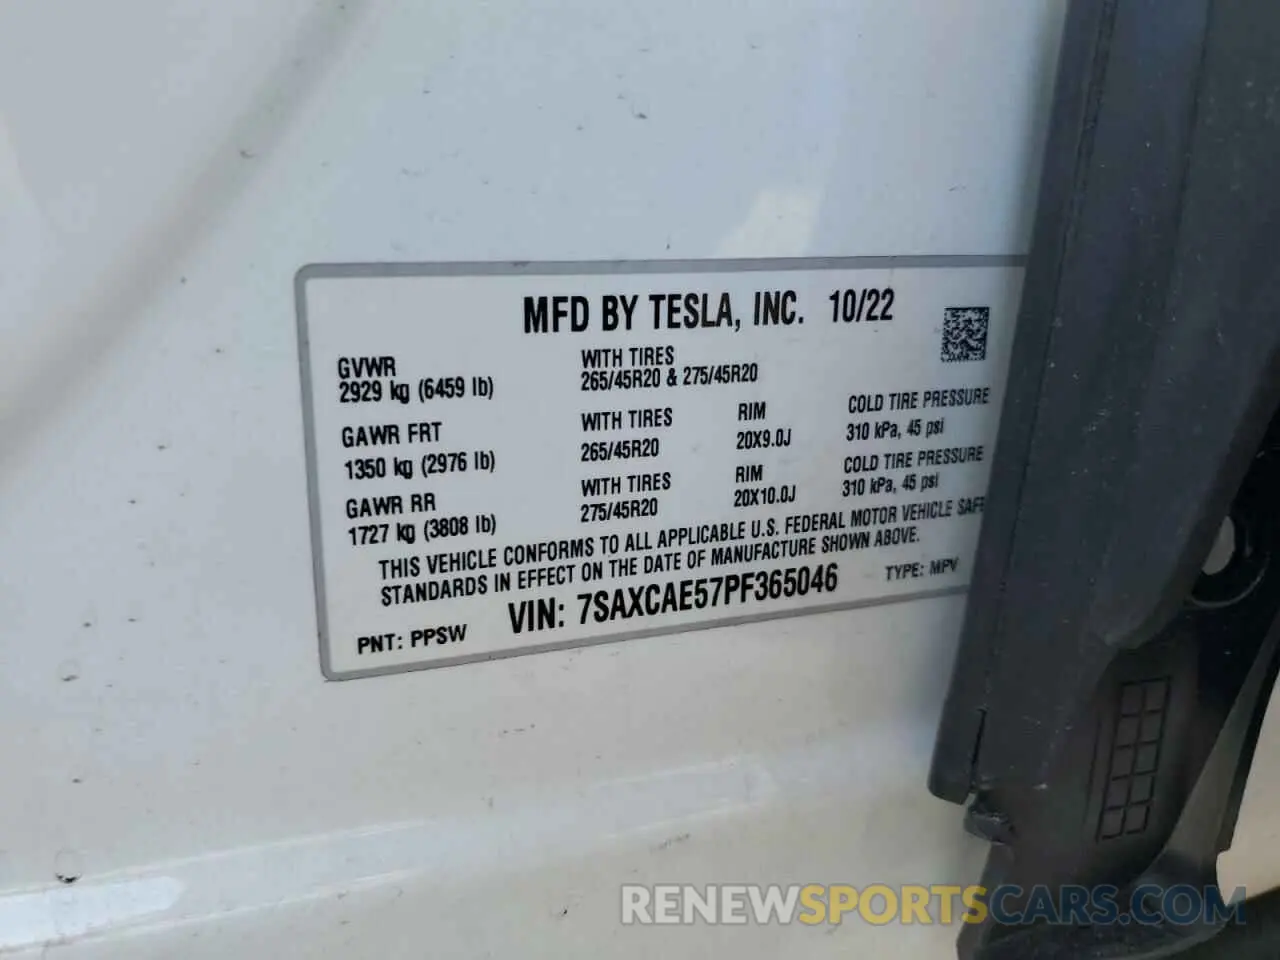 MFD BY TESLA, INC. 10/22
GVWR
2929 kg (6459 lb)
WITH TIRES
265/45R20 & 275/45R20
GAWR FRT
1350 kg (2976 lb)
WITH TIRES
265/45R20
RIM
20X9.0J
COLD TIRE PRESSURE
310 kPa, 45 psi
GAWR RR
1727 kg (3808 lb)
WITH TIRES
275/45R20
RIM
20X10.0J
COLD TIRE PRESSURE
310 kPa, 45 psi
THIS VEHICLE CONFORMS TO ALL APPLICABLE U.S. FEDERAL MOTOR VEHICLE SAFE
STANDARDS IN EFFECT ON THE DATE OF MANUFACTURE SHOWN ABOVE.
PNT: PPSW
VIN: 7SAXCAE57PF365046
TYPE: MPV
RENEWSPORTSCARS.COM